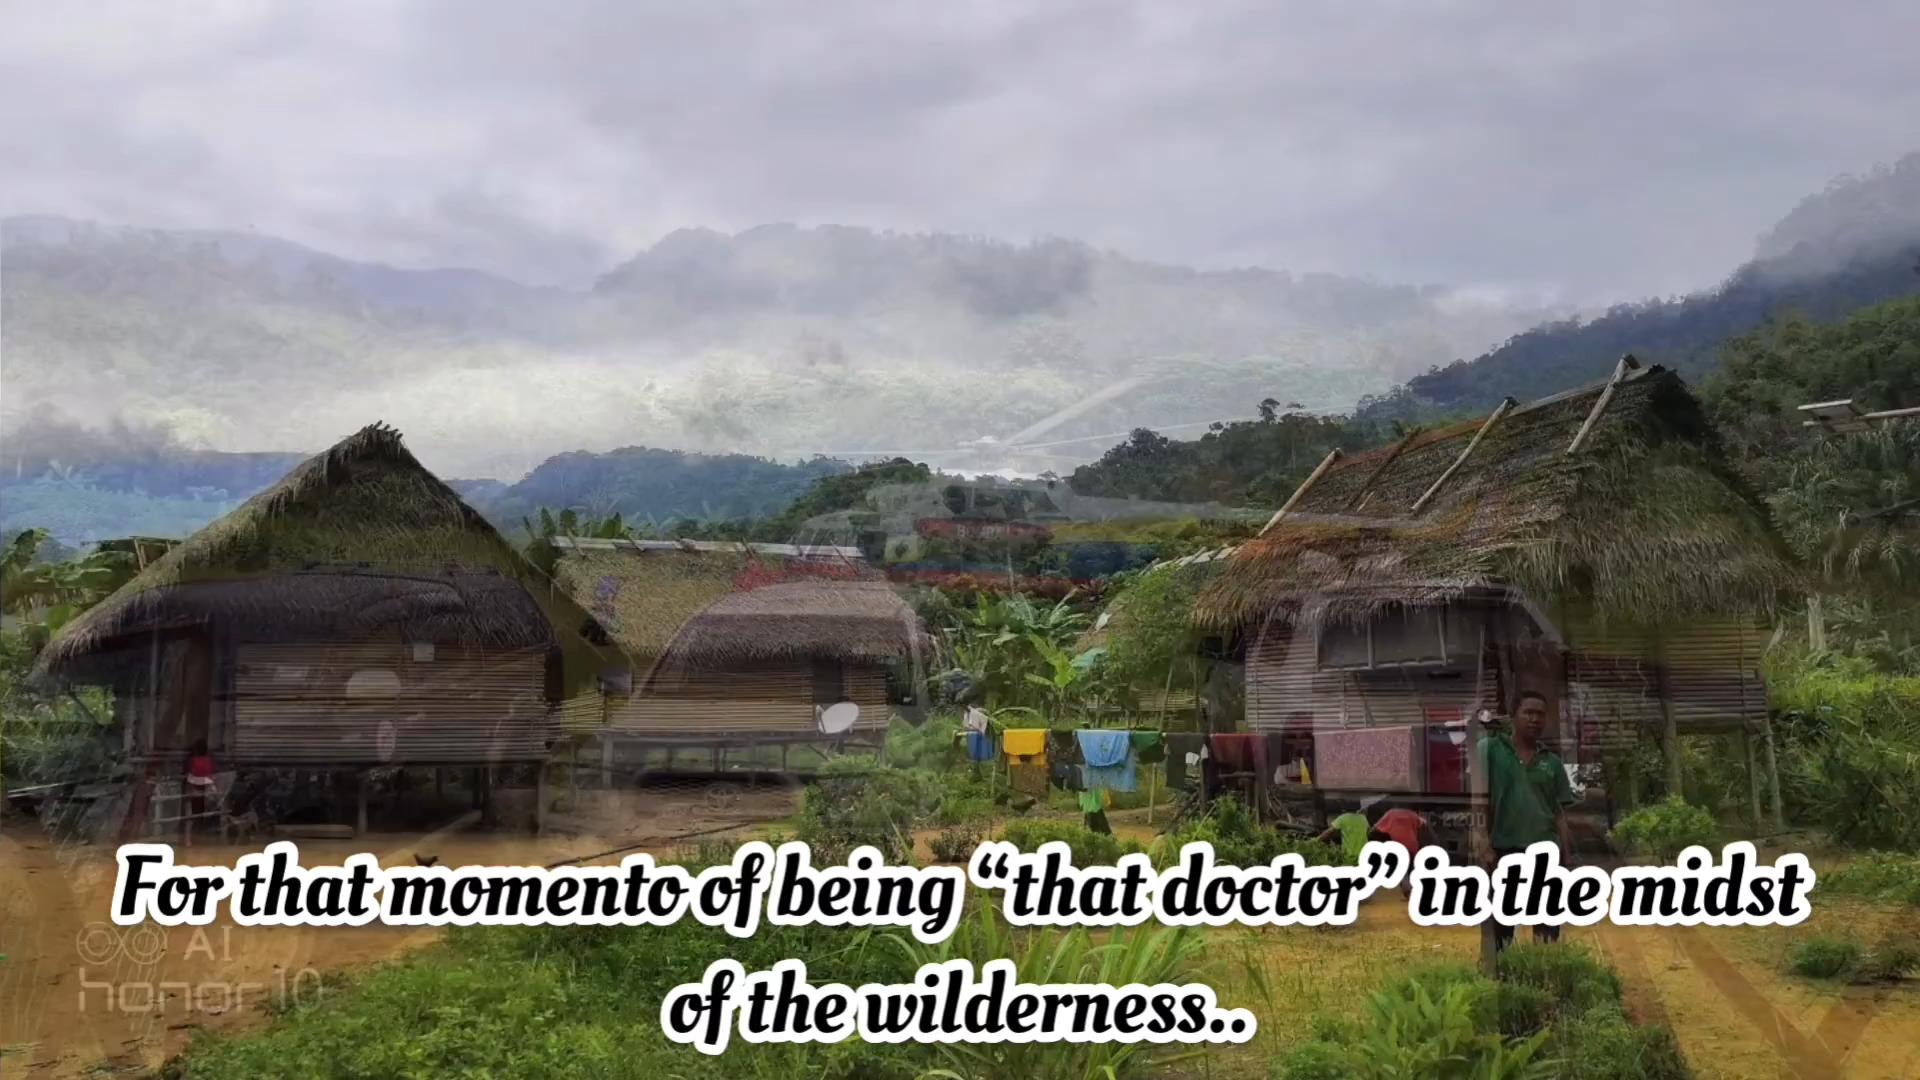 For that momento of being “that doctor” in the midst
of the wilderness..
AI
honor 10